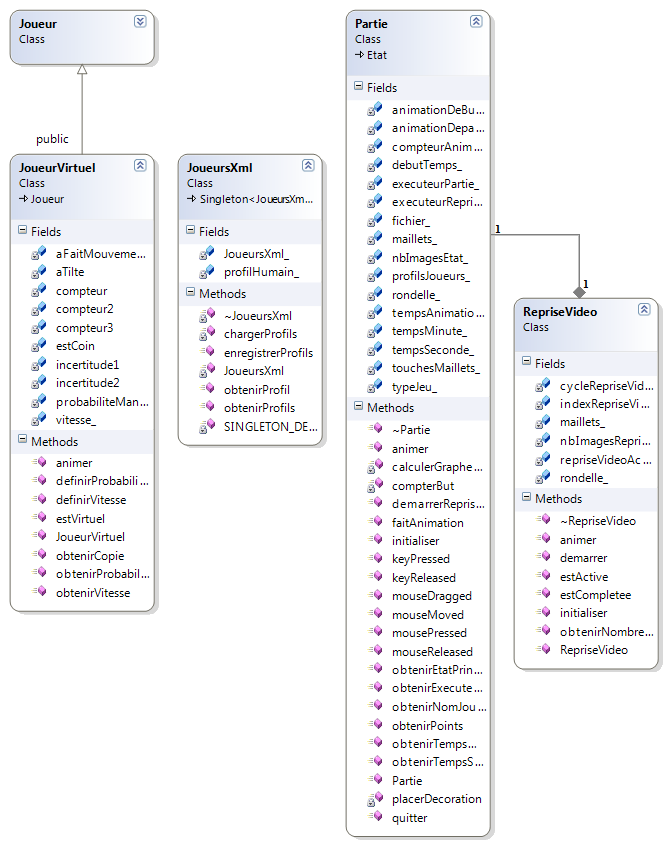 Joueur
Class
public
JoueurVirtuel
Class
Joueur
Fields
aFaitMouveme...
aTilte
compteur
compteur2
compteur3
estCoin
incertitude1
incertitude2
probabiliteMan...
vitesse_
Methods
animer
definirProbabili...
definirVitesse
estVirtuel
JoueurVirtuel
obtenirCopie
obtenirProbabil...
obtenirVitesse
JoueursXml
Class
Singleton<JoueursXm...
Fields
JoueursXml_
profilHumain_
Methods
~JoueursXml
chargerProfils
enregistrerProfils
JoueursXml
obtenirProfil
obtenirProfils
SINGLETON_DE...
Partie
Class
Etat
Fields
animationDeBu...
animationDepa...
compteurAnim...
debutTemps_
executeurPartie_
executeurRepri...
fichier_
maillets_
nbImagesEtat_
profilsJoueurs_
rondelle_
tempsAnimatio...
tempsMinute_
tempsSeconde_
touchesMaillets_
typeJeu_
Methods
~Partie
animer
calculerGraphe...
compterBut
demarrerRepris...
faitAnimation
initialiser
keyPressed
keyReleased
mouseDragged
mouseMoved
mousePressed
mouseReleased
obtenirEtatPrin...
obtenirExecute...
obtenirNomJou...
obtenirPoints
obtenirTemps...
obtenirTempsS...
Partie
placerDecoration
quitter
1
1
RepriseVideo
Class
Fields
cycleRepriseVid...
indexRepriseVi...
maillets_
nbImagesRepri...
repriseVideoAc...
rondelle_
Methods
~RepriseVideo
animer
demarrer
estActive
estCompletee
initialiser
obtenirNombre...
RepriseVideo